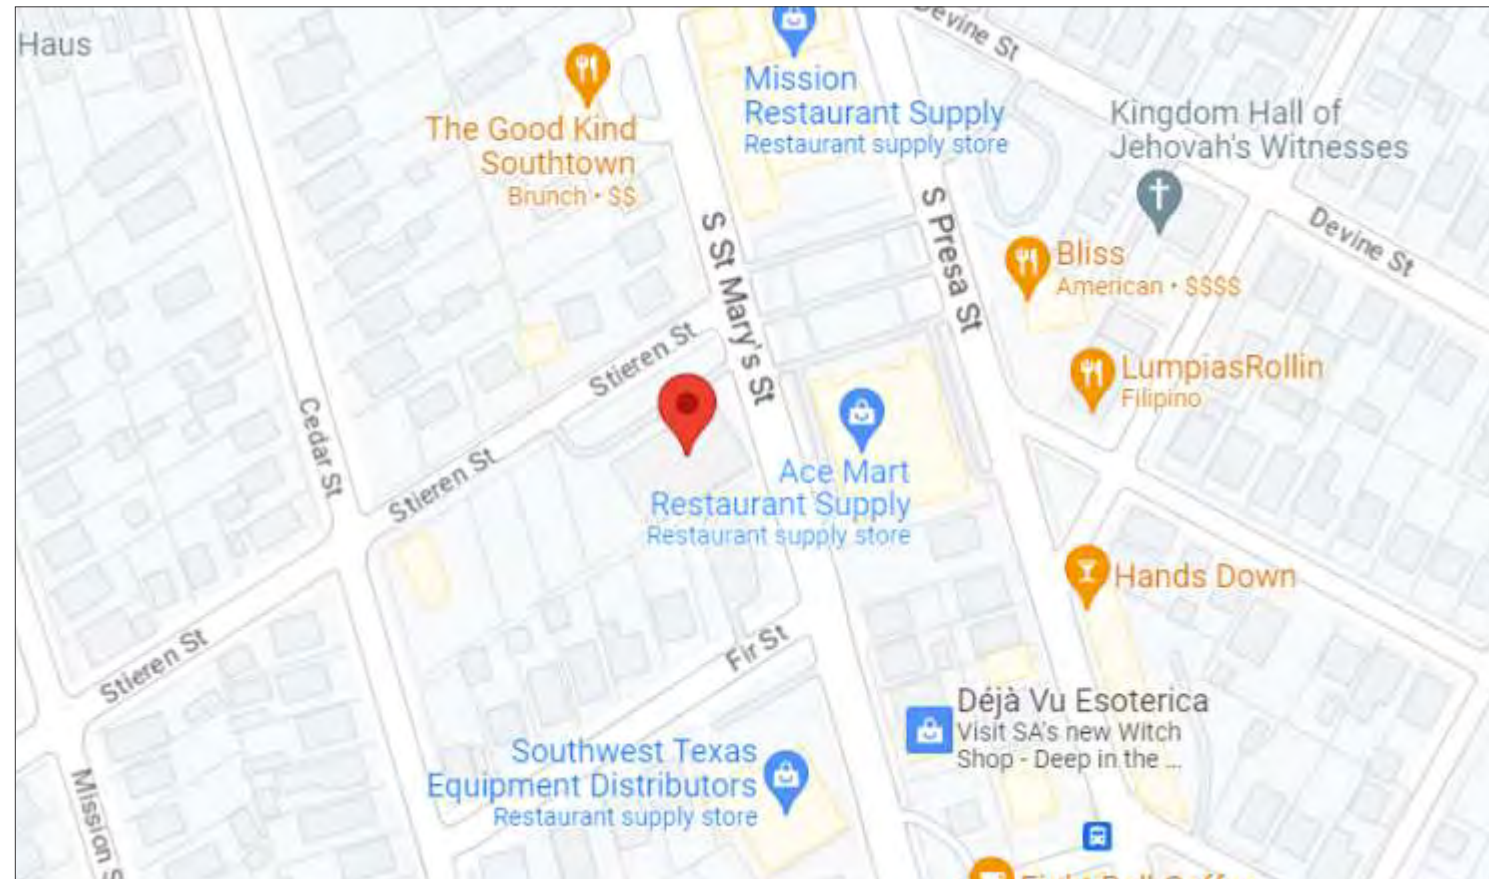 Haus
Devine St
The Good Kind
Southtown
Brunch • $$
Mission
Restaurant Supply
Restaurant supply store
Kingdom Hall of
Jehovah's Witnesses
S St Mary's St
S Presa St
Devine St
Bliss
American • $$$$
Stieren St
LumpiasRollin
Filipino
Cedar St
Stieren St
Ace Mart
Restaurant Supply
Restaurant supply store
Hands Down
Stieren St
Fir St
Déjà Vu Esoterica
Visit SA's new Witch
Shop - Deep in the ...
Southwest Texas
Equipment Distributors
Restaurant supply store
Mission S